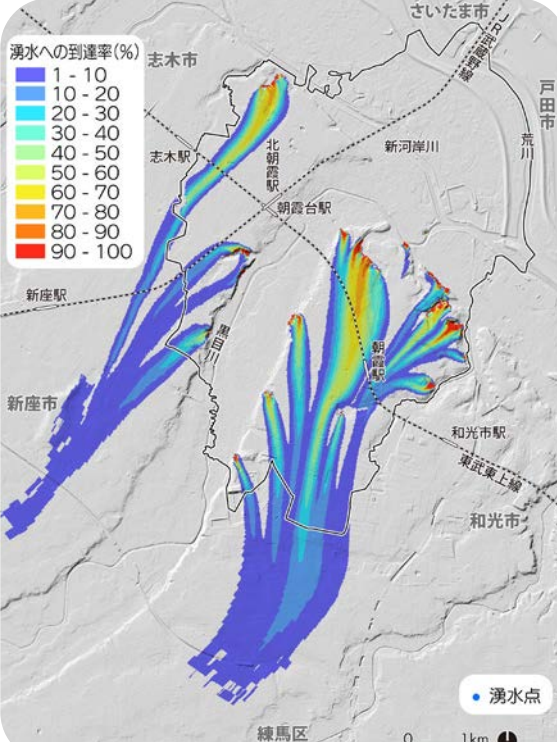 さいたま市
JR武蔵野線
戸田市
荒川
湧水への到達率(%)
1 - 10
10 - 20
20 - 30
30 - 40
40 - 50
50 - 60
60 - 70
70 - 80
80 - 90
90 - 100
志木市
志木駅
北朝霞駅
新河岸川
朝霞台駅
新座駅
黒目川
朝霞駅
新座市
和光市駅
東武東上線
和光市
湧水点
練馬区
0 1km